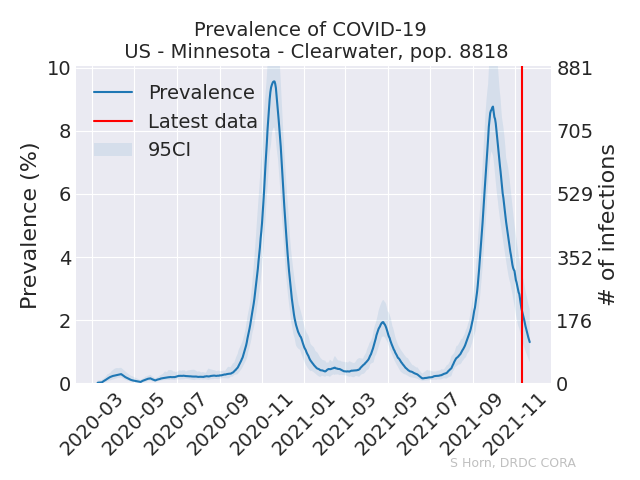 Prevalence of COVID-19
US - Minnesota - Clearwater, pop. 8818
Prevalence (%)
10
8
6
4
2
0
Prevalence
Latest data
95CI
881
705
529
352
176
0
# of infections
2020-03
2020-05
2020-07
2020-09
2020-11
2021-01
2021-03
2021-05
2021-07
2021-09
2021-11
S Horn, DRDC CORA